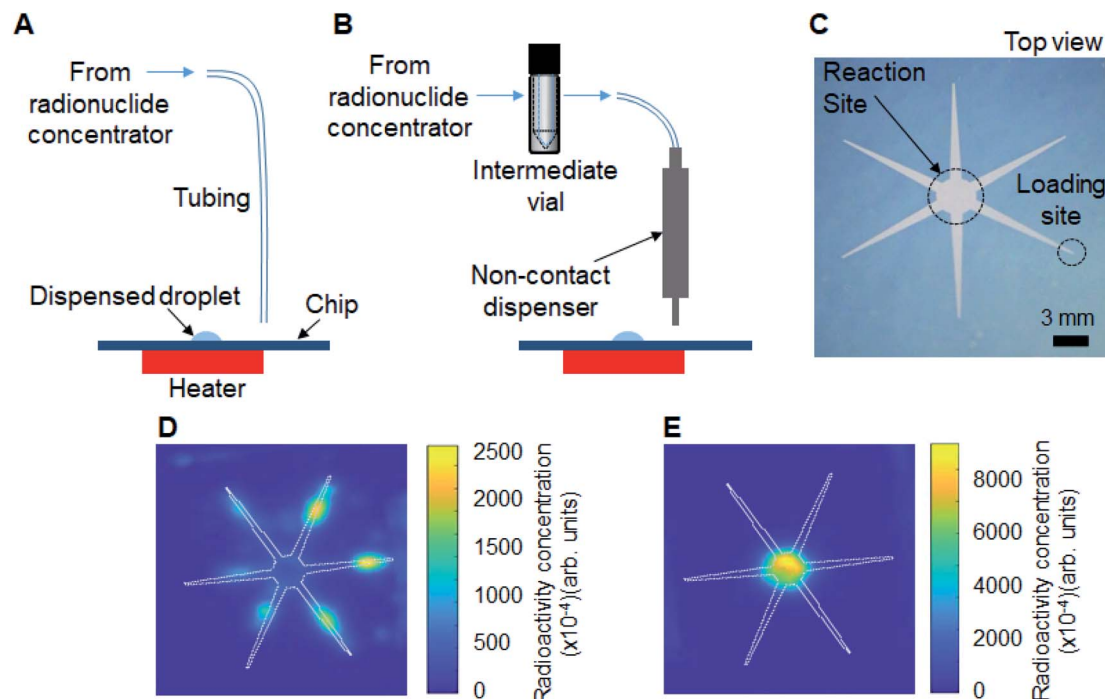 A
From
radionuclide
concentrator
Tubing
Dispensed droplet
Chip
Heater
B
From
radionuclide
concentrator
Intermediate
vial
Non-contact
dispenser
C
Top view
Reaction
Site
Loading
site
3 mm
D
2500
2000
1500
1000
500
0
Radioactivity concentration
(x10-4)(arb. units)
E
8000
6000
4000
2000
0
Radioactivity concentration
(x10-4)(arb. units)